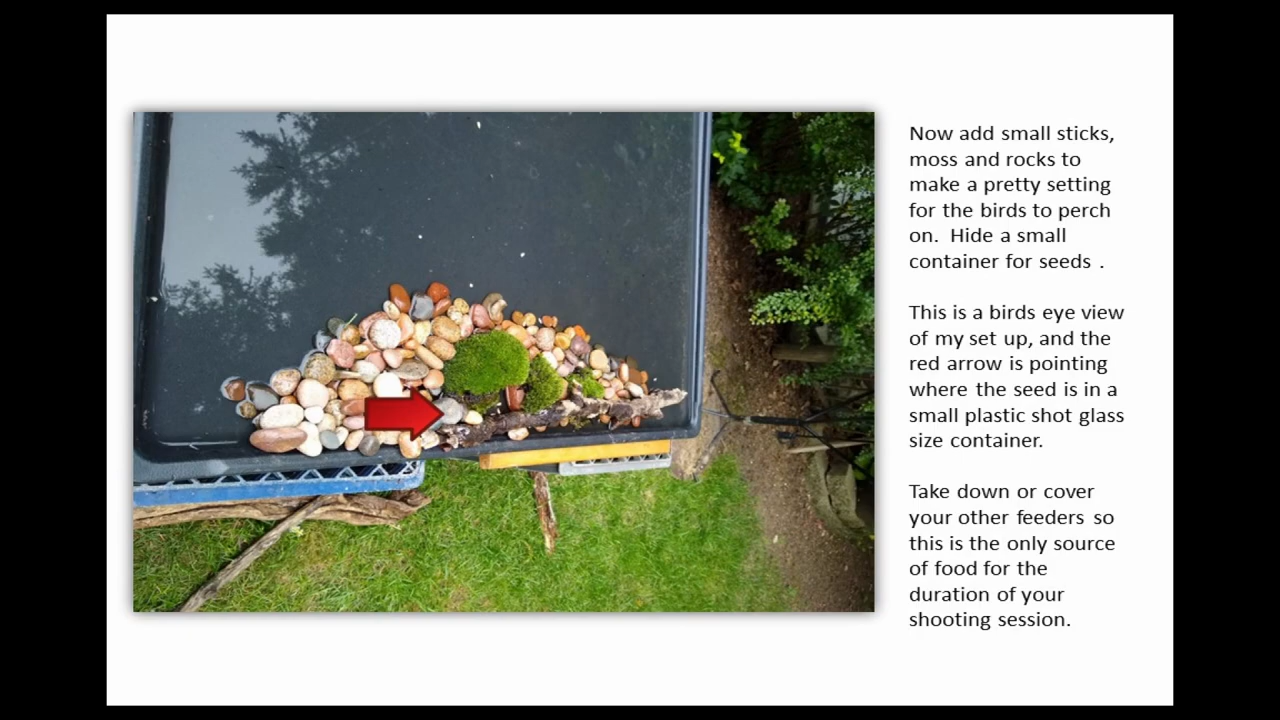 Now add small sticks,
moss and rocks to
make a pretty setting
for the birds to perch
on.  Hide a small
container for seeds .
This is a birds eye view
of my set up, and the
red arrow is pointing
where the seed is in a
small plastic shot glass
size container.
Take down or cover
your other feeders so
this is the only source
of food for the
duration of your
shooting session.